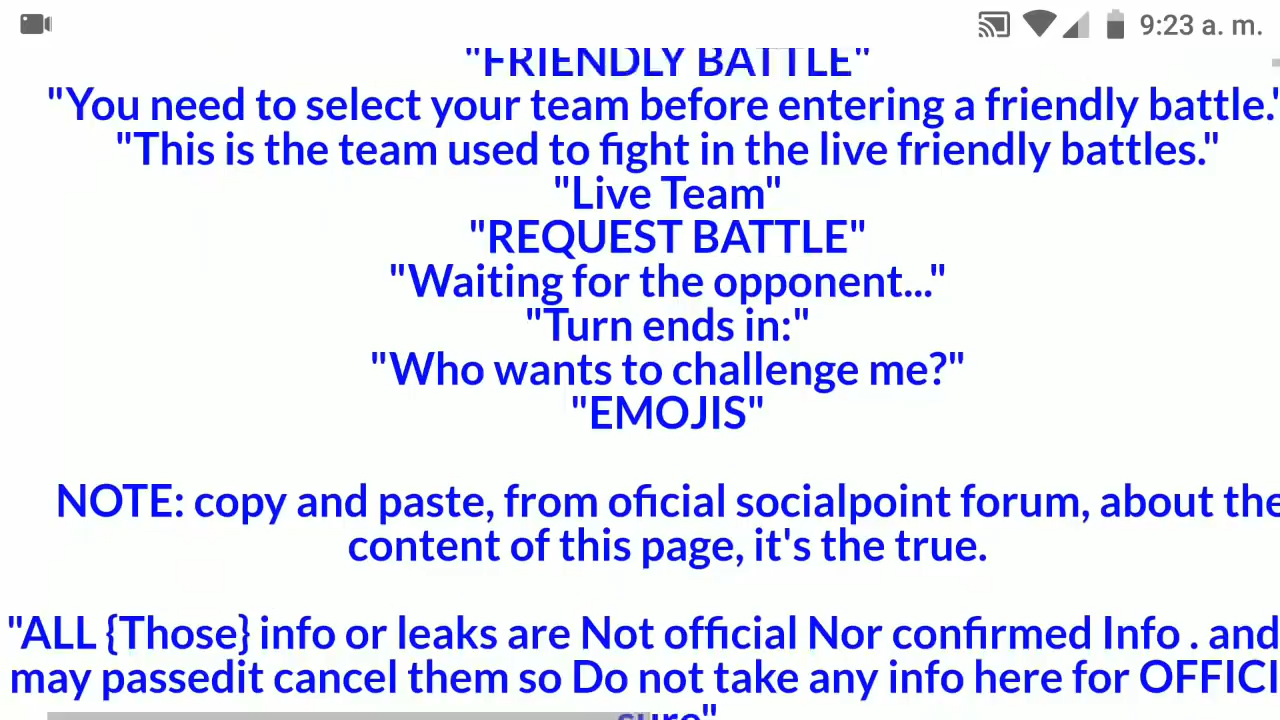 9:23 a. m.
"FRIENDLY BATTLE"
"You need to select your team before entering a friendly battle."
"This is the team used to fight in the live friendly battles."
"Live Team"
"REQUEST BATTLE"
"Waiting for the opponent..."
"Turn ends in:"
"Who wants to challenge me?"
"EMOJIS"
NOTE: copy and paste, from oficial socialpoint forum, about the
content of this page, it's the true.
"ALL {Those} info or leaks are Not official Nor confirmed Info . and
may passedit cancel them so Do not take any info here for OFFICI
sure"